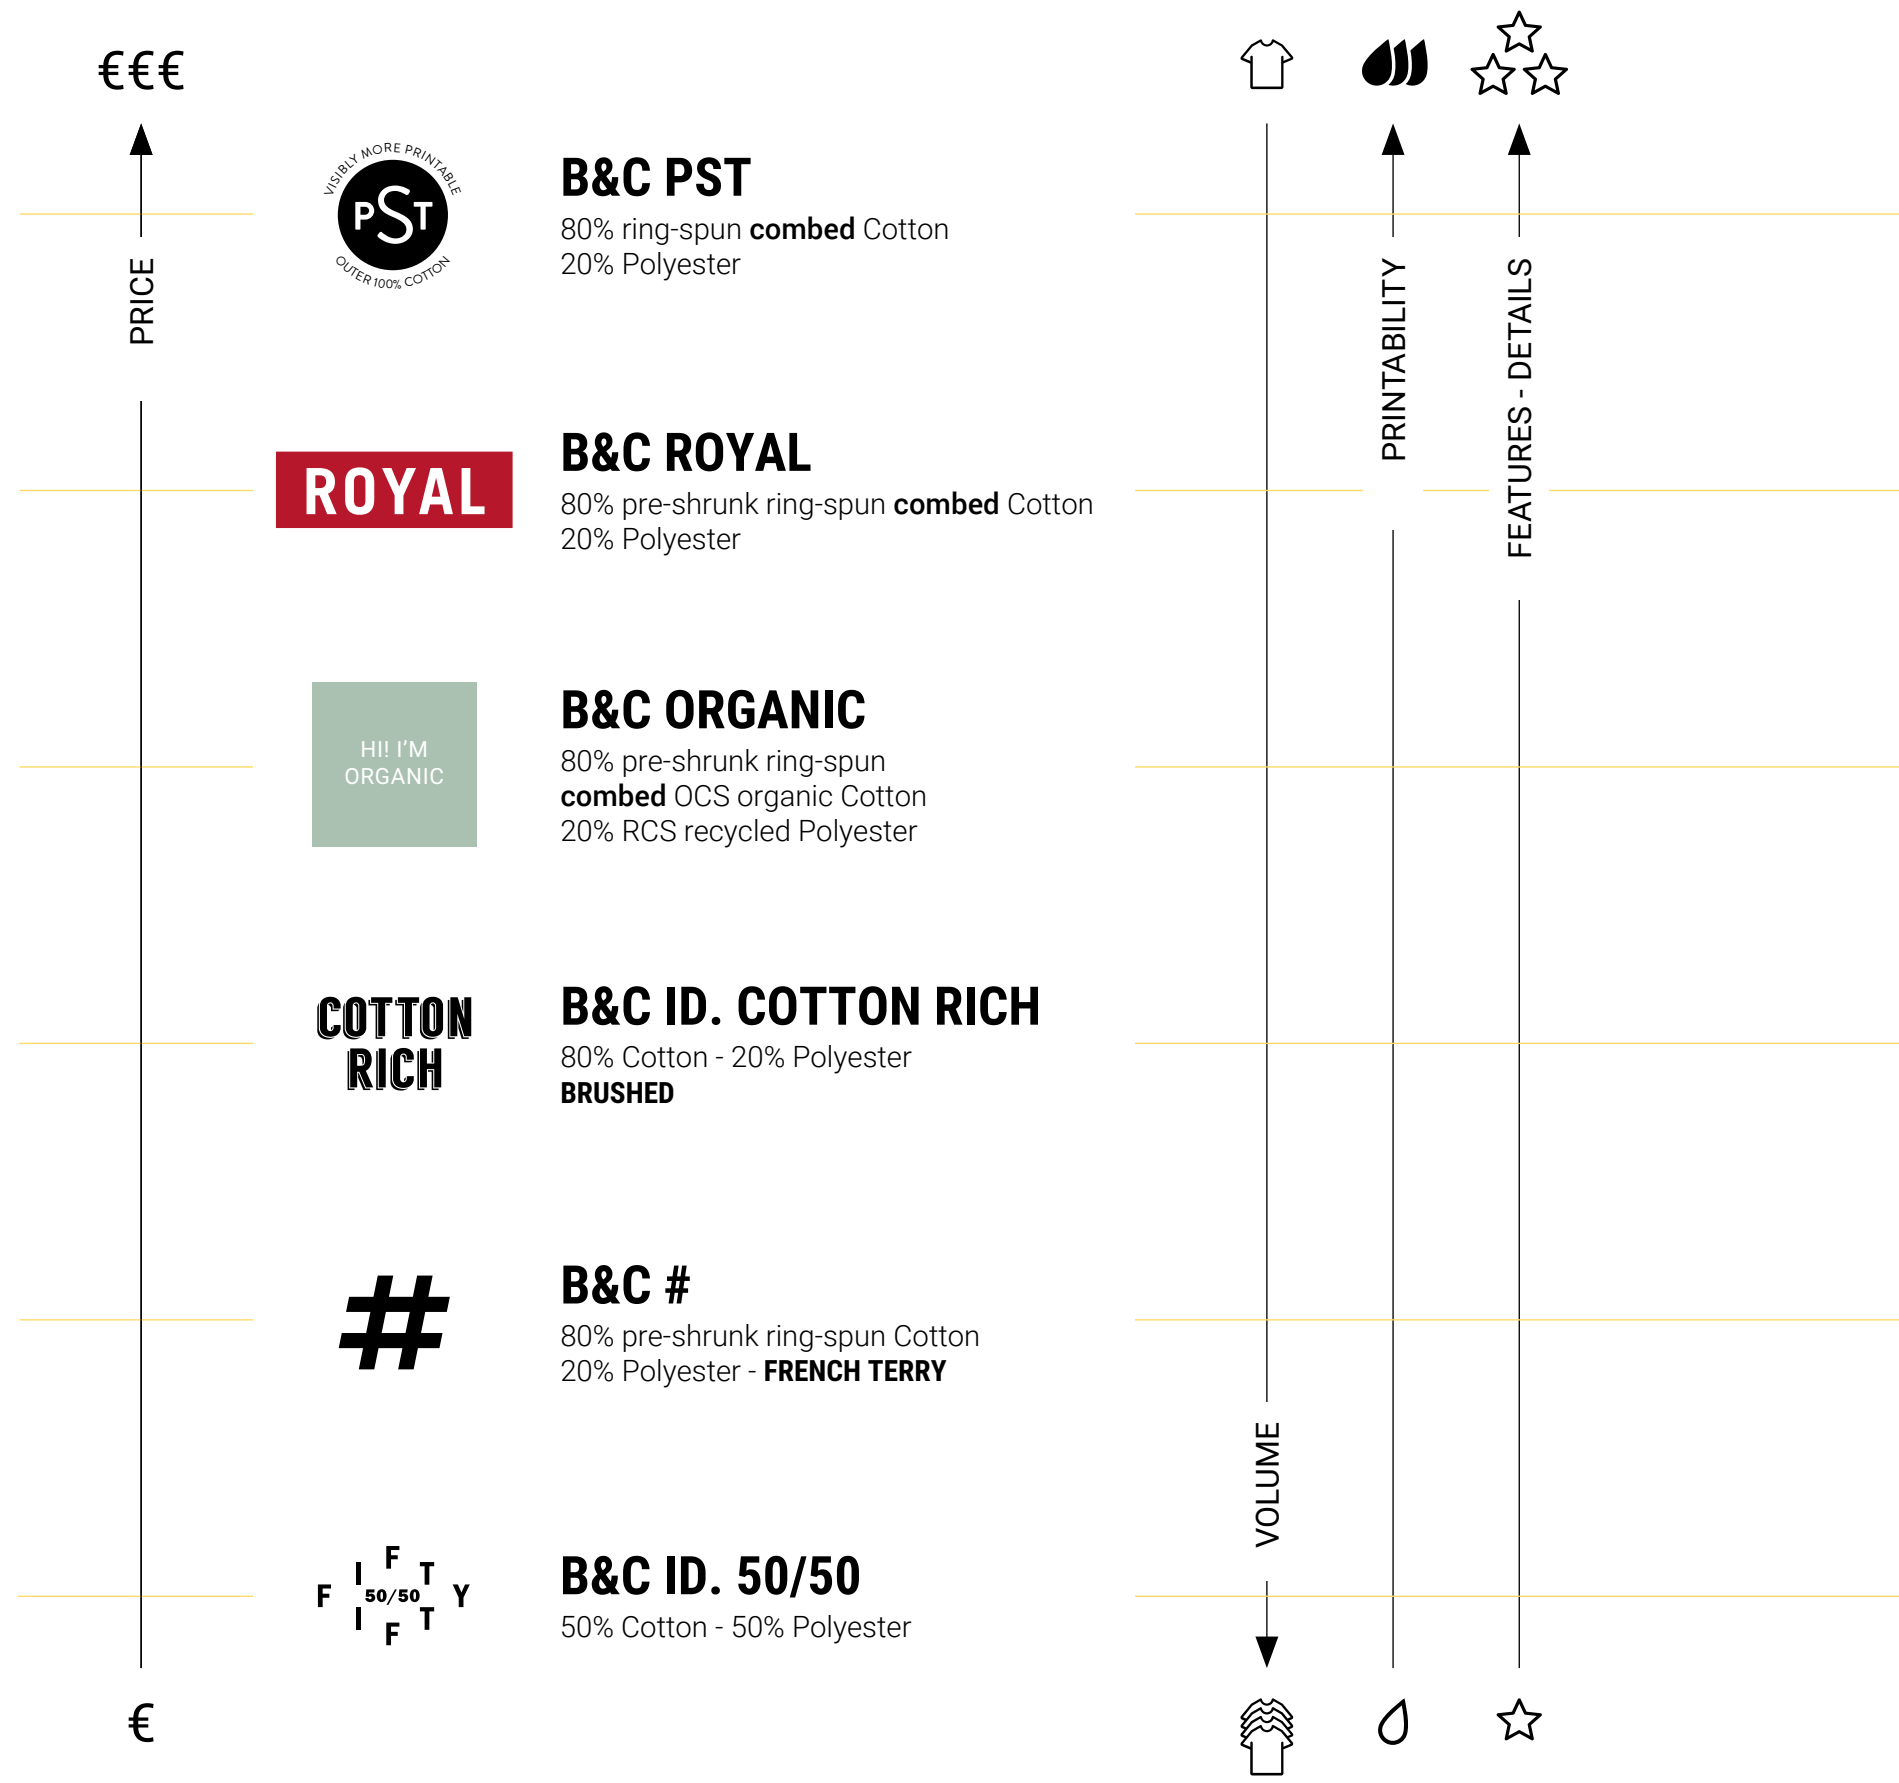 €€€
PRICE
€
VISIBLY MORE PRINTABLE
PST
OUTER 100% COTTON
B&C PST
80% ring-spun combed Cotton
20% Polyester
ROYAL
B&C ROYAL
80% pre-shrunk ring-spun combed Cotton
20% Polyester
HI! I'M
ORGANIC
B&C ORGANIC
80% pre-shrunk ring-spun
combed OCS organic Cotton
20% RCS recycled Polyester
COTTON
RICH
B&C ID. COTTON RICH
80% Cotton - 20% Polyester
BRUSHED
#
B&C #
80% pre-shrunk ring-spun Cotton
20% Polyester - FRENCH TERRY
FIFTY
50/50
FIFTY
B&C ID. 50/50
50% Cotton - 50% Polyester
VOLUME
PRINTABILITY
FEATURES - DETAILS